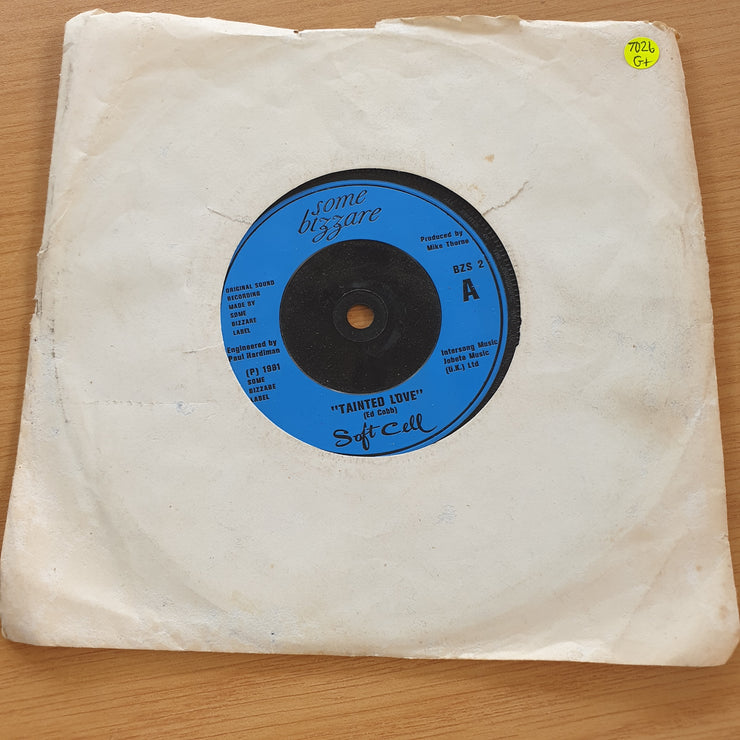 7026
G+
some
bizzare
Produced by
Mike Thorne
BZS 2
A
ORIGINAL SOUND
RECORDING
MADE BY
SOME
BIZZARE
LABEL
Engineered by
Paul Hardiman
(P) 1981
SOME
BIZZARE
LABEL
Intersong Music
Jobete Music
(U.K.) Ltd
"TAINTED LOVE"
(Ed Cobb)
Soft Cell